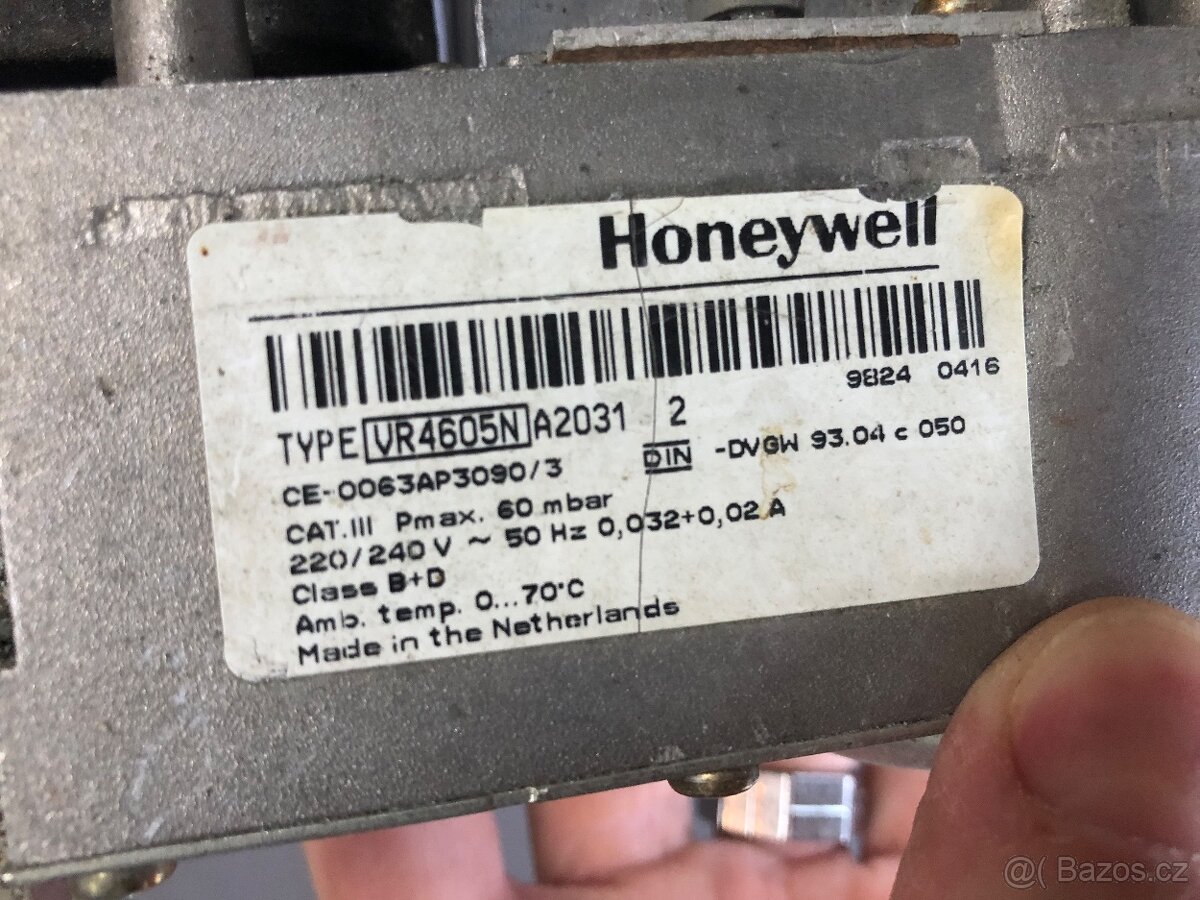 Honeywell
9824 0416
TYPE VR4605N A2031 2
CE-0063AP3090/3 DIN -DVGW 93.04 c 050
CAT.III Pmax. 60 mbar
220/240 V ~ 50 Hz 0,032+0,02 A
Class B+D
Amb. temp. 0...70°C
Made in the Netherlands
@( Bazos.cz